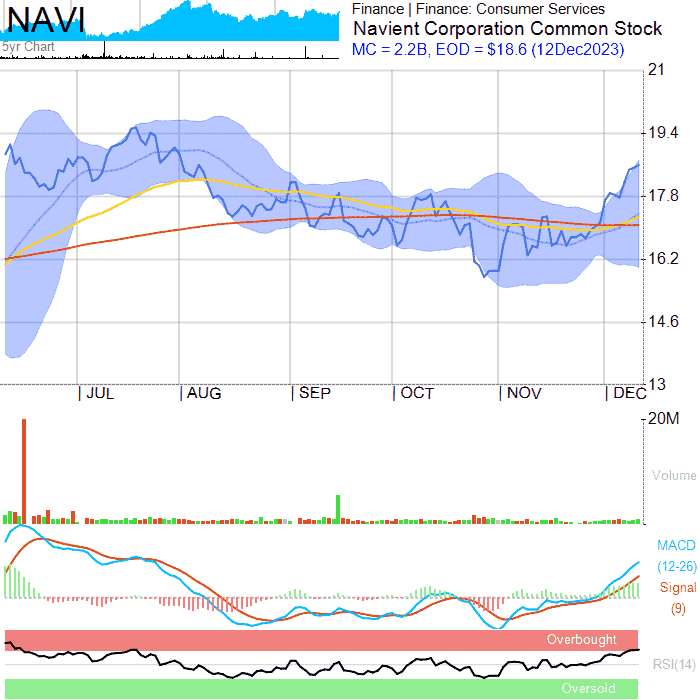 NAVI
5yr Chart
Finance | Finance: Consumer Services
Navient Corporation Common Stock
MC = 2.2B, EOD = $18.6 (12Dec2023)
21
19.4
17.8
16.2
14.6
13
| JUL | AUG | SEP | OCT | NOV | DEC
20M
Volume
MACD
(12-26)
Signal
(9)
Overbought
RSI(14)
Oversold